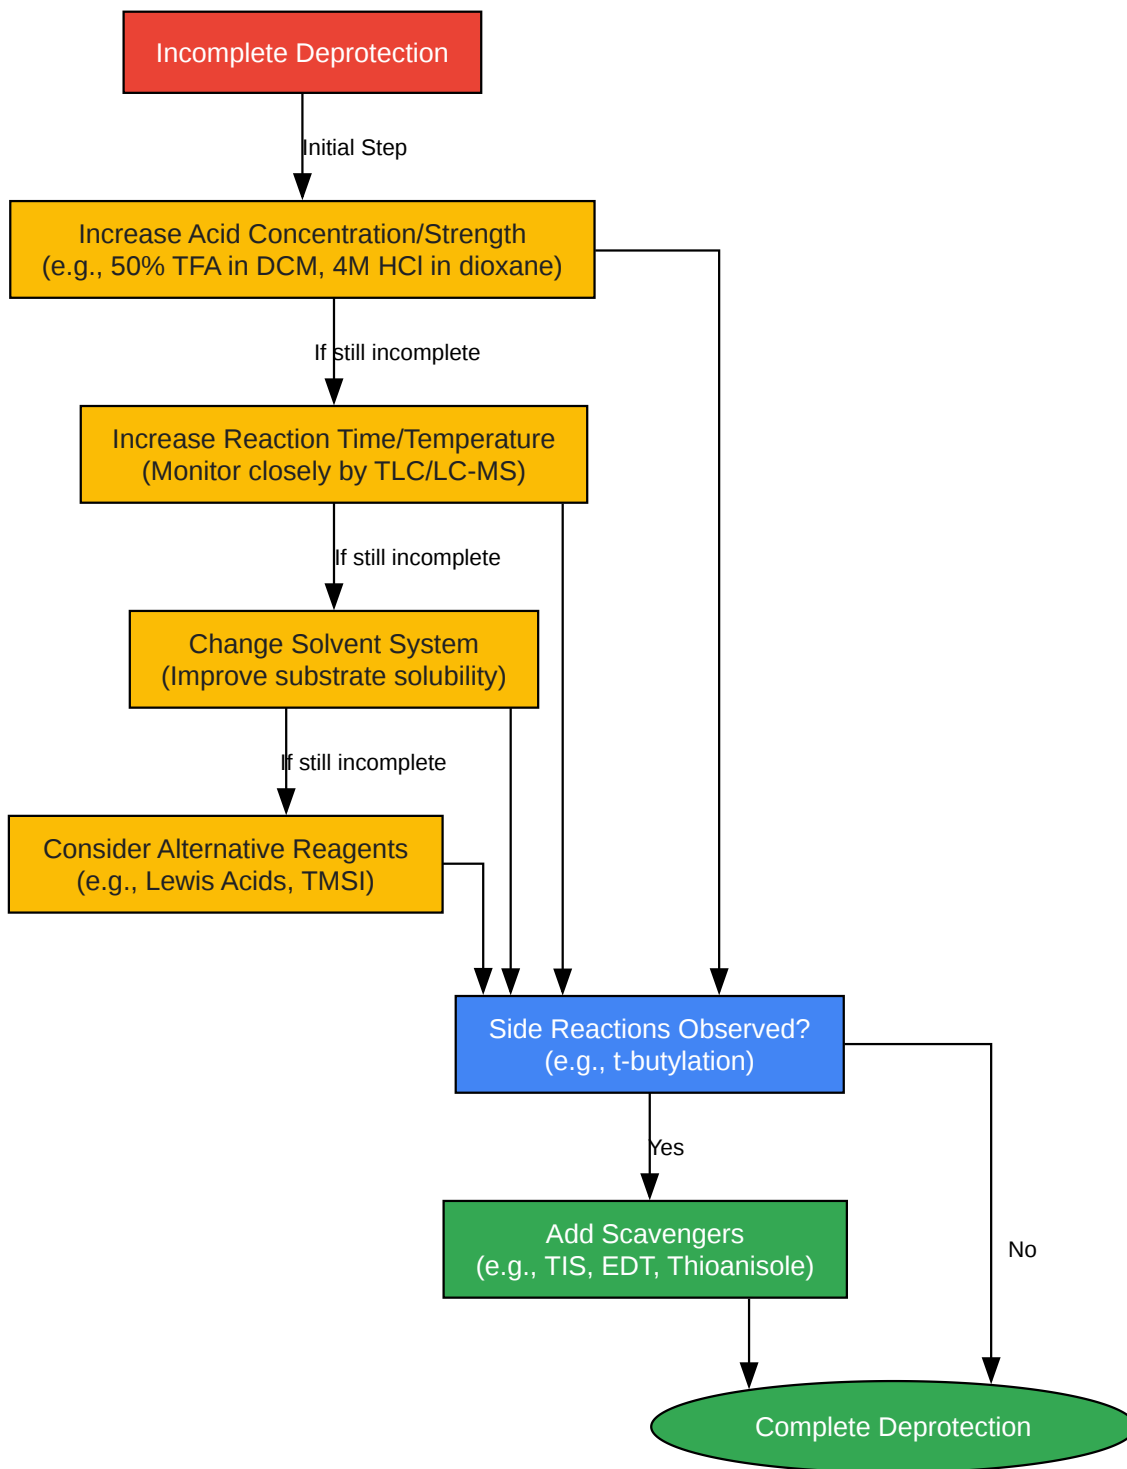 Incomplete Deprotection
Initial Step
Increase Acid Concentration/Strength
(e.g., 50% TFA in DCM, 4M HCl in dioxane)
If still incomplete
Increase Reaction Time/Temperature
(Monitor closely by TLC/LC-MS)
If still incomplete
Change Solvent System
(Improve substrate solubility)
If still incomplete
Consider Alternative Reagents
(e.g., Lewis Acids, TMSI)
Side Reactions Observed?
(e.g., t-butylation)
Yes
Add Scavengers
(e.g., TIS, EDT, Thioanisole)
No
Complete Deprotection